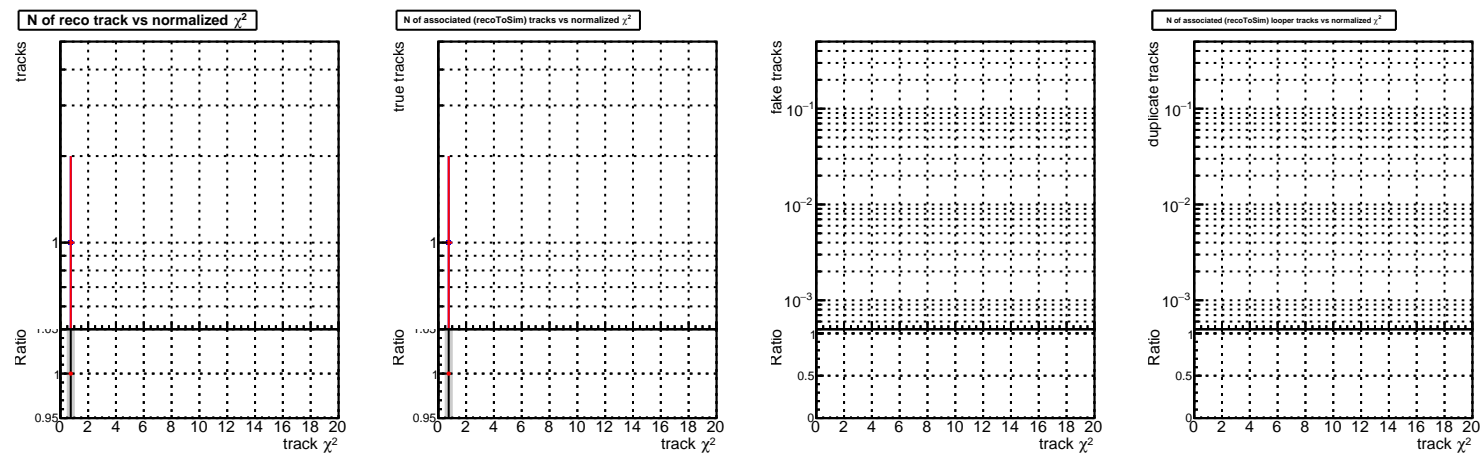 N of reco track vs normalized χ²
tracks
1
Ratio
1.05
1
0.95
0 2 4 6 8 10 12 14 16 18 20
track χ²
N of associated (recoToSim) tracks vs normalized χ²
true tracks
1
Ratio
1.05
1
0.95
0 2 4 6 8 10 12 14 16 18 20
track χ²
fake tracks
10⁻¹
10⁻²
10⁻³
Ratio
1
0.5
0
0 2 4 6 8 10 12 14 16 18 20
track χ²
N of associated (recoToSim) looper tracks vs normalized χ²
duplicate tracks
10⁻¹
10⁻²
10⁻³
Ratio
1
0.5
0
0 2 4 6 8 10 12 14 16 18 20
track χ²